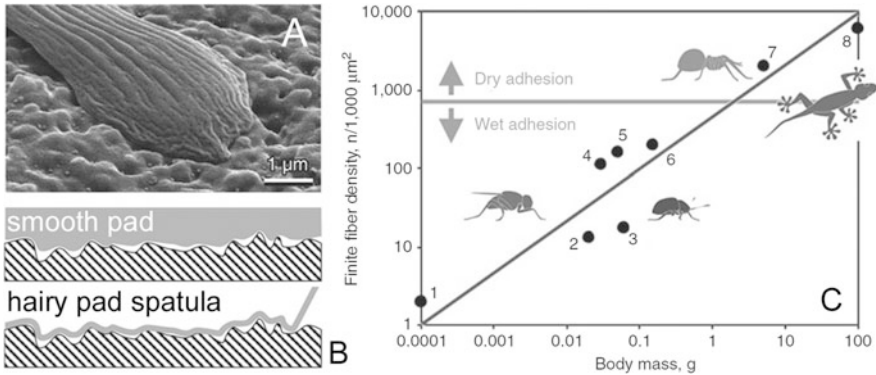 A
1 µm
smooth pad
hairy pad spatula
B
Finite fiber density, n/1,000 µm²
10,000
1,000
100
10
1
Dry adhesion
Wet adhesion
1
2
3
4
5
6
7
8
C
0.0001
0.001
0.01
0.1
1
10
100
Body mass, g